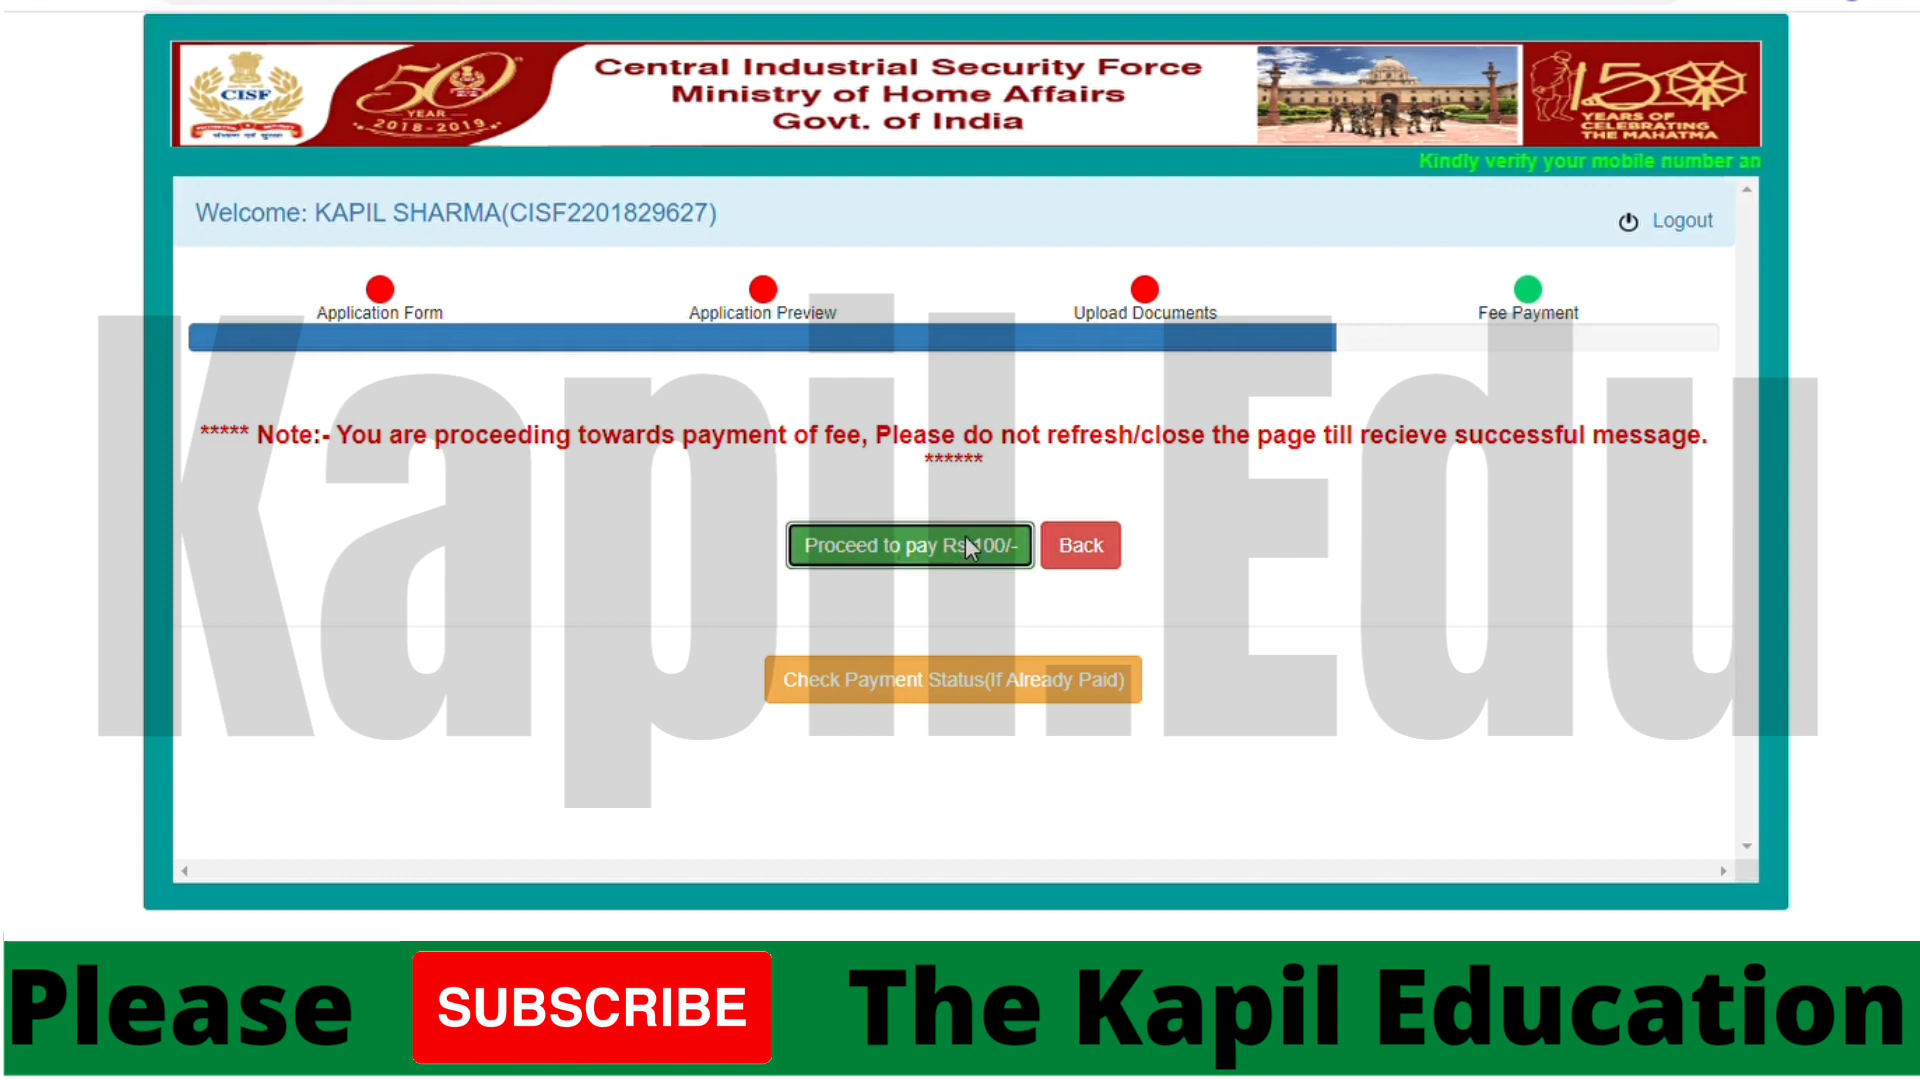 CISF
50
YEAR
2018-2019
Central Industrial Security Force
Ministry of Home Affairs
Govt. of India
150
YEARS OF
CELEBRATING
THE MAHATMA
Kindly verify your mobile number an
Welcome: KAPIL SHARMA(CISF2201829627)
Logout
Application Form
Application Preview
Upload Documents
Fee Payment
***** Note:- You are proceeding towards payment of fee, Please do not refresh/close the page till recieve successful message.
******
Proceed to pay Rs 100/-
Back
Check Payment Status(If Already Paid)
Kapil.Edu
Please
SUBSCRIBE
The Kapil Education